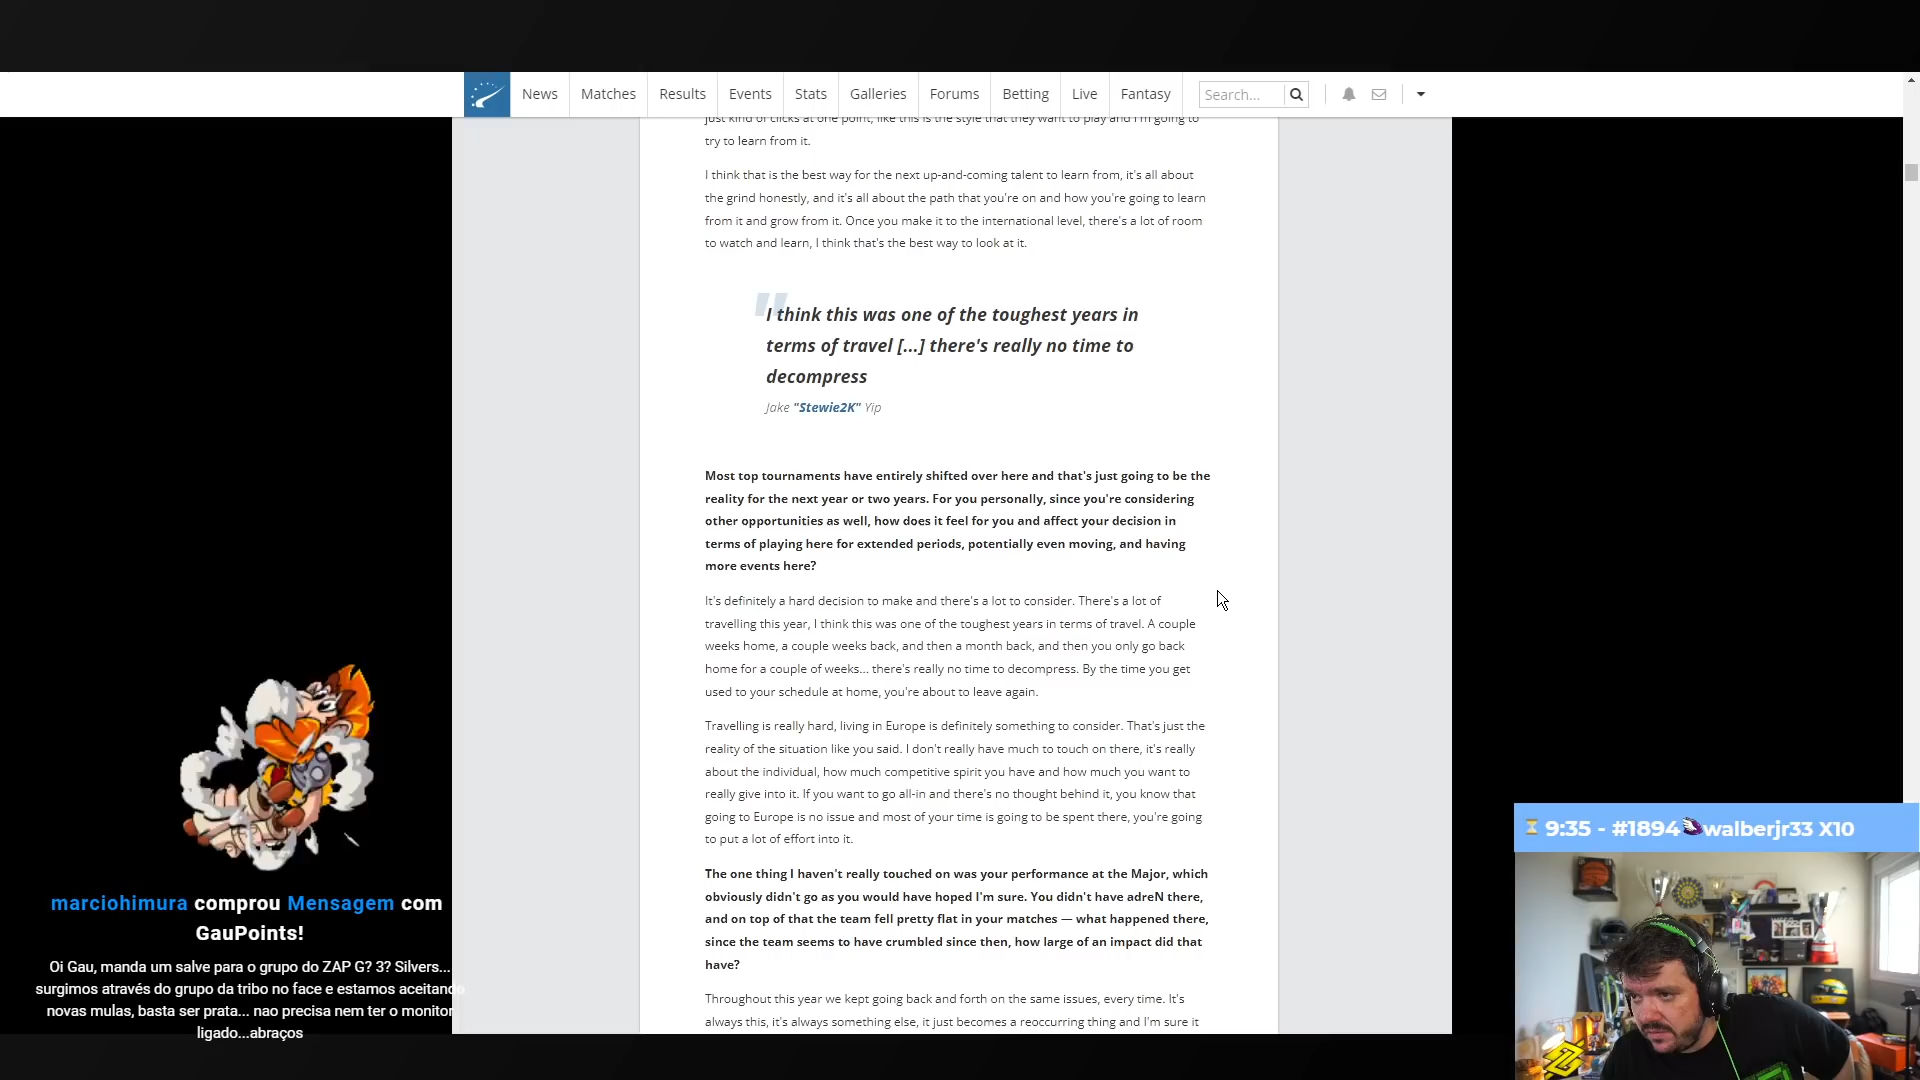 News Matches Results Events Stats Galleries Forums Betting Live Fantasy Search...
just kind of clicks at one point, like this is the style that they want to play and I'm going to
try to learn from it.
I think that is the best way for the next up-and-coming talent to learn from, it's all about
the grind honestly, and it's all about the path that you're on and how you're going to learn
from it and grow from it. Once you make it to the international level, there's a lot of room
to watch and learn, I think that's the best way to look at it.
"I think this was one of the toughest years in
terms of travel [...] there's really no time to
decompress
Jake "Stewie2K" Yip
Most top tournaments have entirely shifted over here and that's just going to be the
reality for the next year or two years. For you personally, since you're considering
other opportunities as well, how does it feel for you and affect your decision in
terms of playing here for extended periods, potentially even moving, and having
more events here?
It's definitely a hard decision to make and there's a lot to consider. There's a lot of
travelling this year, I think this was one of the toughest years in terms of travel. A couple
weeks home, a couple weeks back, and then a month back, and then you only go back
home for a couple of weeks... there's really no time to decompress. By the time you get
used to your schedule at home, you're about to leave again.
Travelling is really hard, living in Europe is definitely something to consider. That's just the
reality of the situation like you said. I don't really have much to touch on there, it's really
about the individual, how much competitive spirit you have and how much you want to
really give into it. If you want to go all-in and there's no thought behind it, you know that
going to Europe is no issue and most of your time is going to be spent there, you're going
to put a lot of effort into it.
The one thing I haven't really touched on was your performance at the Major, which
obviously didn't go as you would have hoped I'm sure. You didn't have adreN there,
and on top of that the team fell pretty flat in your matches — what happened there,
since the team seems to have crumbled since then, how large of an impact did that
have?
Throughout this year we kept going back and forth on the same issues, every time. It's
always this, it's always something else, it just becomes a reoccurring thing and I'm sure it
marciohimura comprou Mensagem com
GauPoints!
Oi Gau, manda um salve para o grupo do ZAP G? 3? Silvers...
surgimos através do grupo da tribo no face e estamos aceitando
novas mulas, basta ser prata... nao precisa nem ter o monitor
ligado...abraços
9:35 - #1894 walberjr33 X10